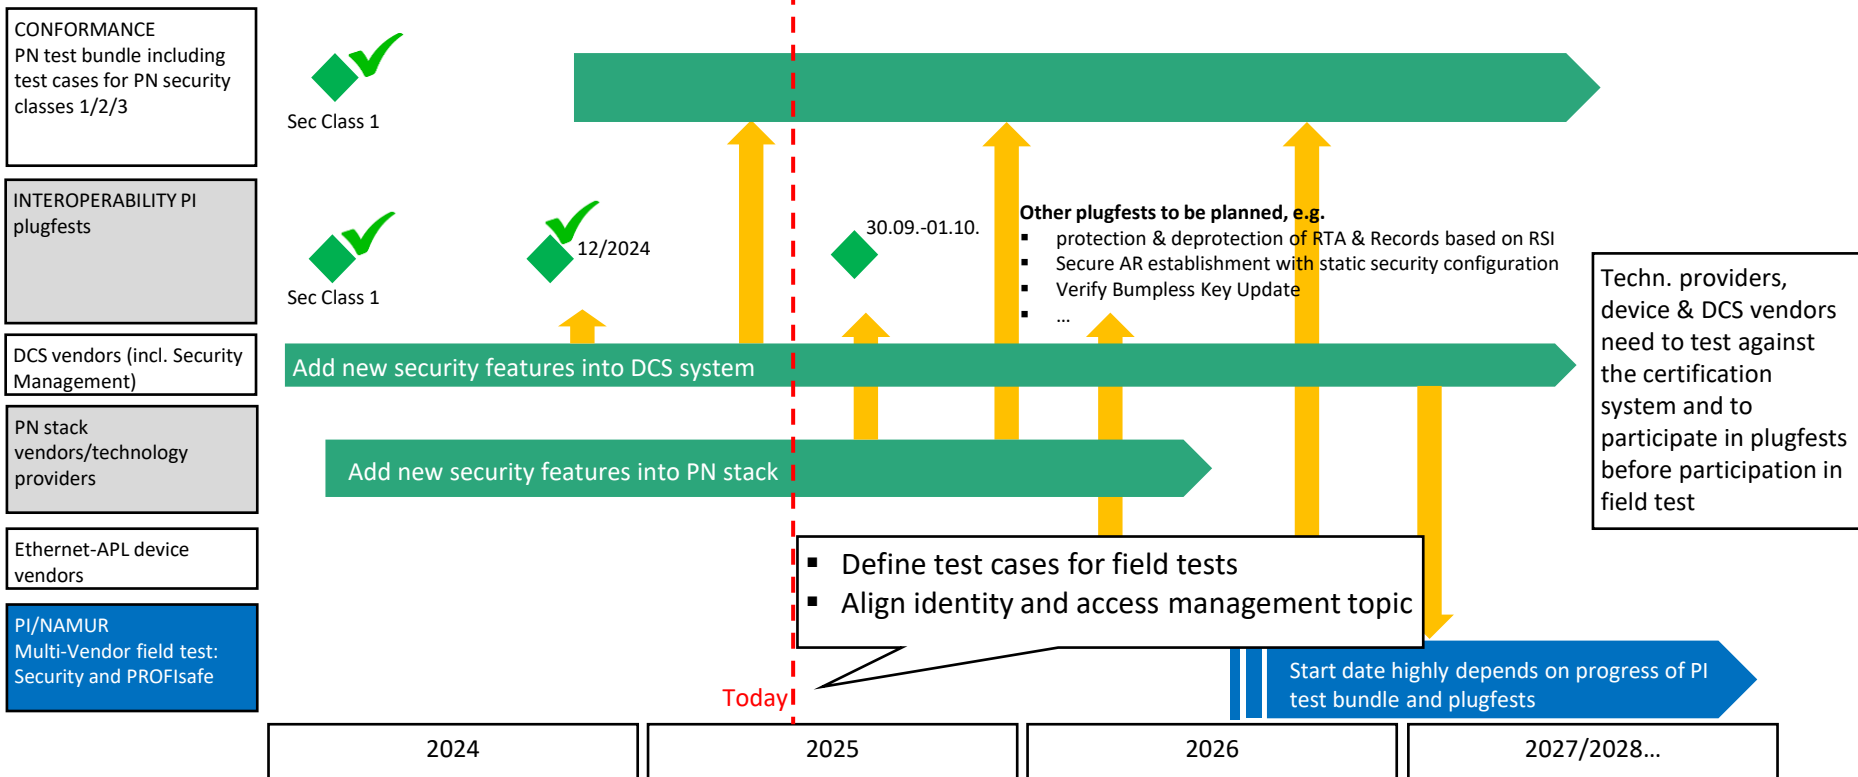 CONFORMANCE
PN test bundle including
test cases for PN security
classes 1/2/3
Sec Class 1
INTEROPERABILITY PI
plugfests
Sec Class 1
12/2024
30.09.-01.10.
Other plugfests to be planned, e.g.
▪ protection & deprotection of RTA & Records based on RSI
▪ Secure AR establishment with static security configuration
▪ Verify Bumpless Key Update
▪ ...
Techn. providers,
device & DCS vendors
need to test against
the certification
system and to
participate in plugfests
before participation in
field test
DCS vendors (incl. Security
Management)
Add new security features into DCS system
PN stack
vendors/technology
providers
Add new security features into PN stack
Ethernet-APL device
vendors
▪ Define test cases for field tests
▪ Align identity and access management topic
PI/NAMUR
Multi-Vendor field test:
Security and PROFIsafe
Today
Start date highly depends on progress of PI
test bundle and plugfests
2024
2025
2026
2027/2028...